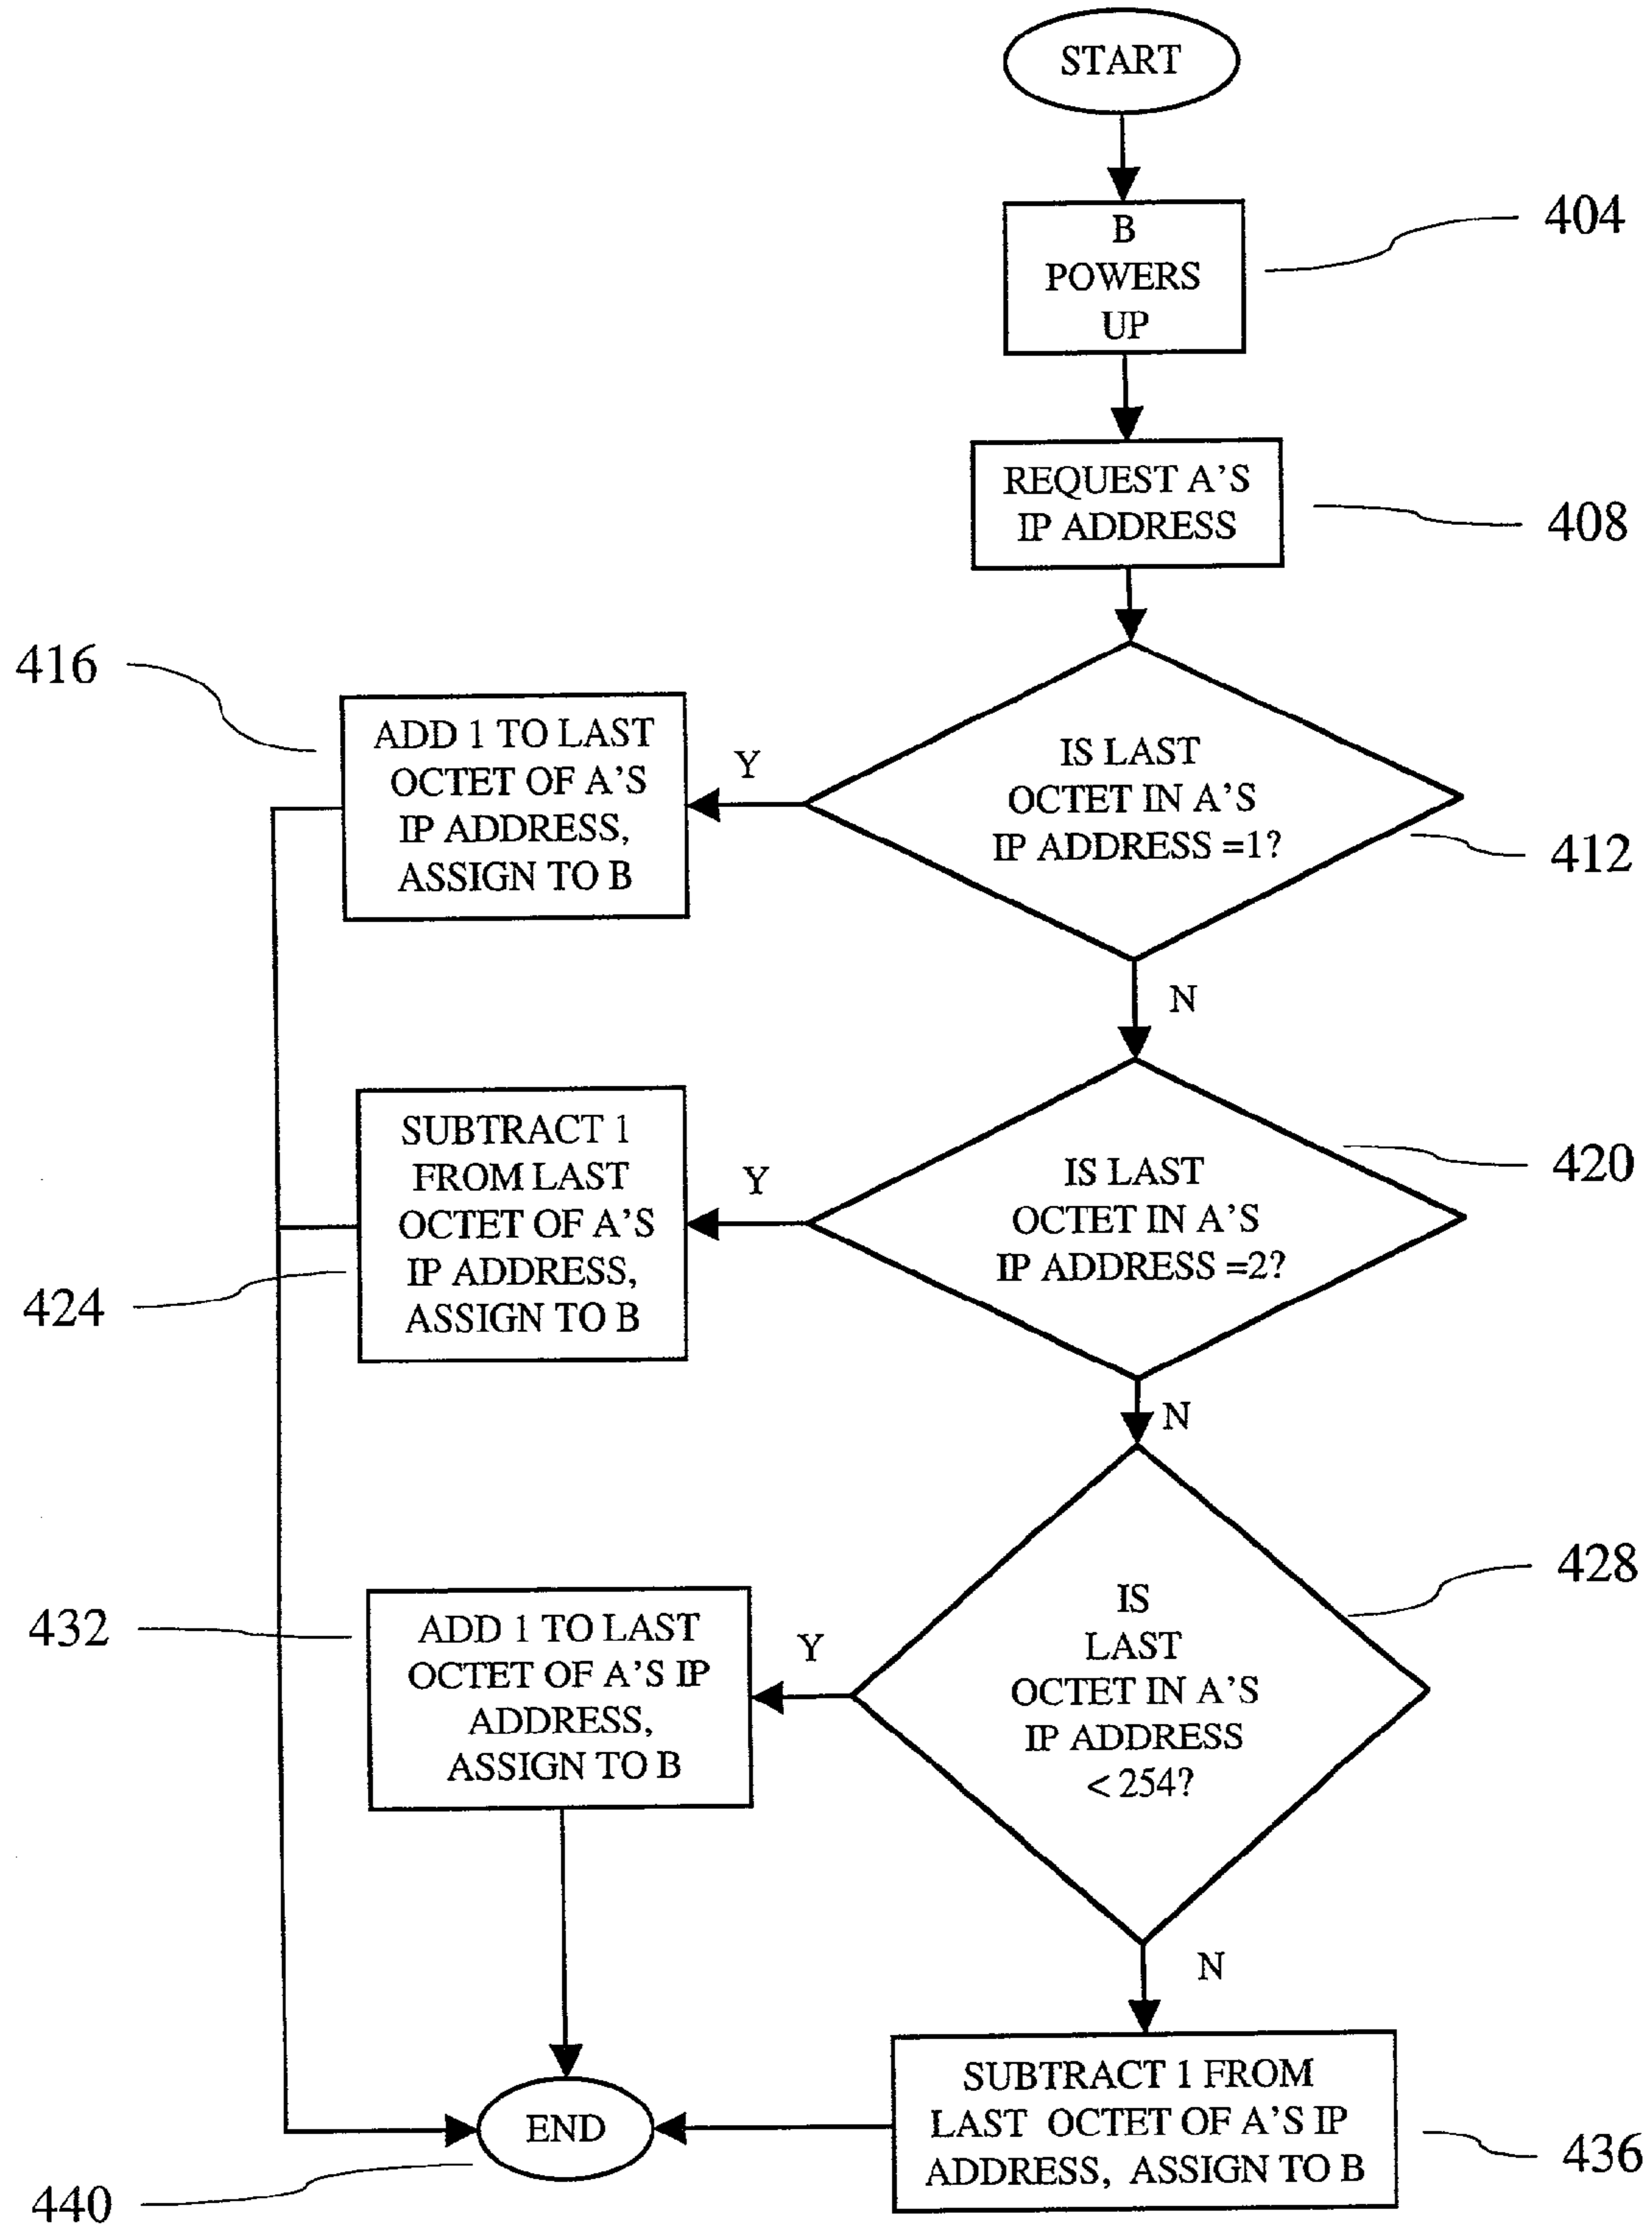 START
B
POWERS
UP
404
REQUEST A'S
IP ADDRESS
408
IS LAST
OCTET IN A'S
IP ADDRESS =1?
412
Y
416
ADD 1 TO LAST
OCTET OF A'S
IP ADDRESS,
ASSIGN TO B
N
IS LAST
OCTET IN A'S
IP ADDRESS =2?
420
Y
SUBTRACT 1
FROM LAST
OCTET OF A'S
IP ADDRESS,
ASSIGN TO B
424
N
IS
LAST
OCTET IN A'S
IP ADDRESS
< 254?
428
Y
432
ADD 1 TO LAST
OCTET OF A'S IP
ADDRESS,
ASSIGN TO B
N
SUBTRACT 1 FROM
LAST OCTET OF A'S IP
ADDRESS, ASSIGN TO B
436
END
440